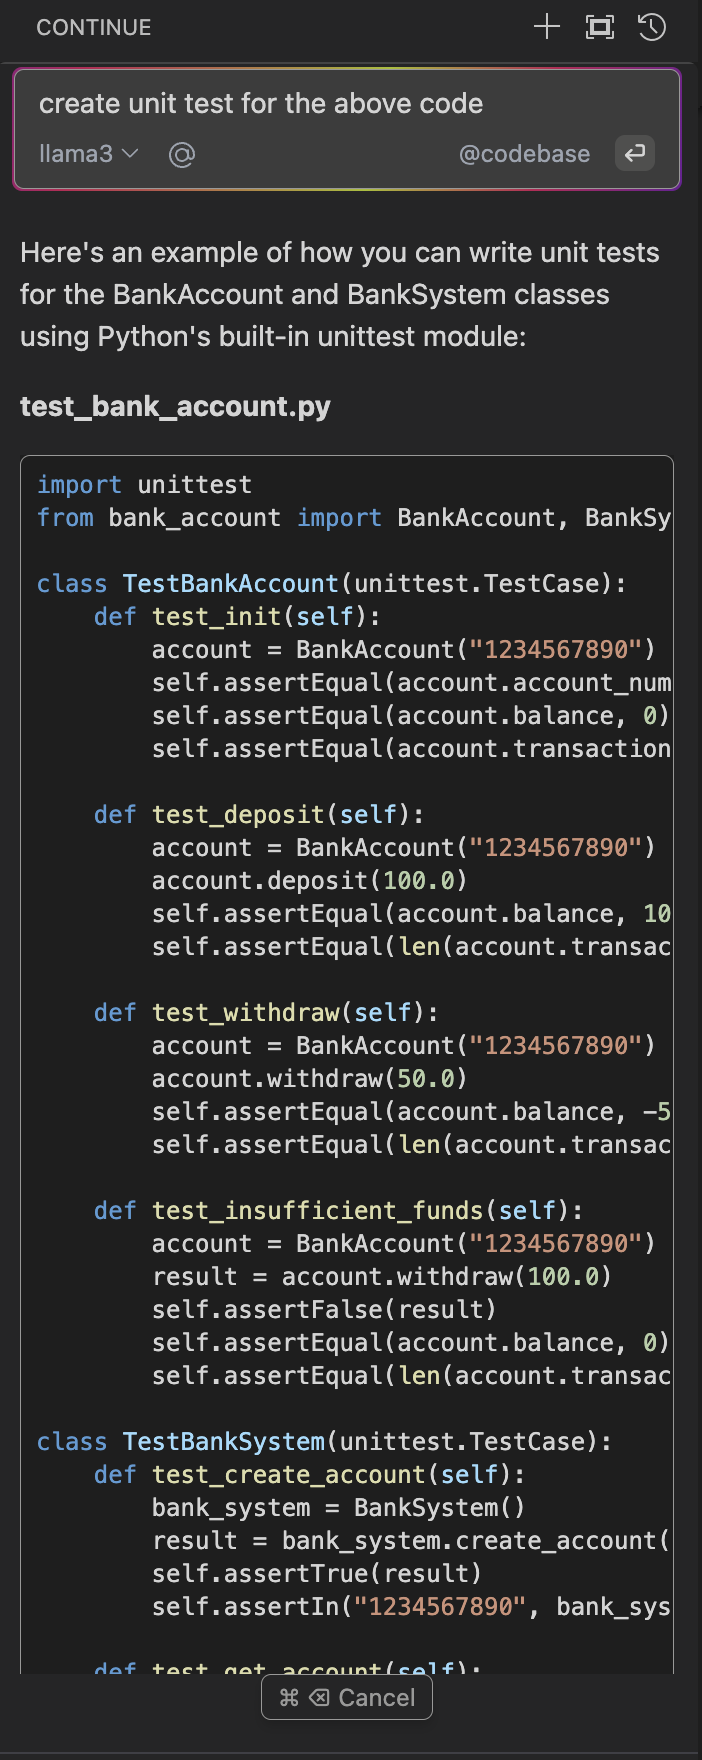 CONTINUE
create unit test for the above code
llama3
@codebase
Here's an example of how you can write unit tests
for the BankAccount and BankSystem classes
using Python's built-in unittest module:
test_bank_account.py
import unittest
from bank_account import BankAccount, BankSy
class TestBankAccount(unittest.TestCase):
    def test_init(self):
        account = BankAccount("1234567890")
        self.assertEqual(account.account_num
        self.assertEqual(account.balance, 0)
        self.assertEqual(account.transaction
    def test_deposit(self):
        account = BankAccount("1234567890")
        account.deposit(100.0)
        self.assertEqual(account.balance, 10
        self.assertEqual(len(account.transac
    def test_withdraw(self):
        account = BankAccount("1234567890")
        account.withdraw(50.0)
        self.assertEqual(account.balance, -5
        self.assertEqual(len(account.transac
    def test_insufficient_funds(self):
        account = BankAccount("1234567890")
        result = account.withdraw(100.0)
        self.assertFalse(result)
        self.assertEqual(account.balance, 0)
        self.assertEqual(len(account.transac
class TestBankSystem(unittest.TestCase):
    def test_create_account(self):
        bank_system = BankSystem()
        result = bank_system.create_account(
        self.assertTrue(result)
        self.assertIn("1234567890", bank_sys
    def test_get_account(self):
⌘ ⌫ Cancel